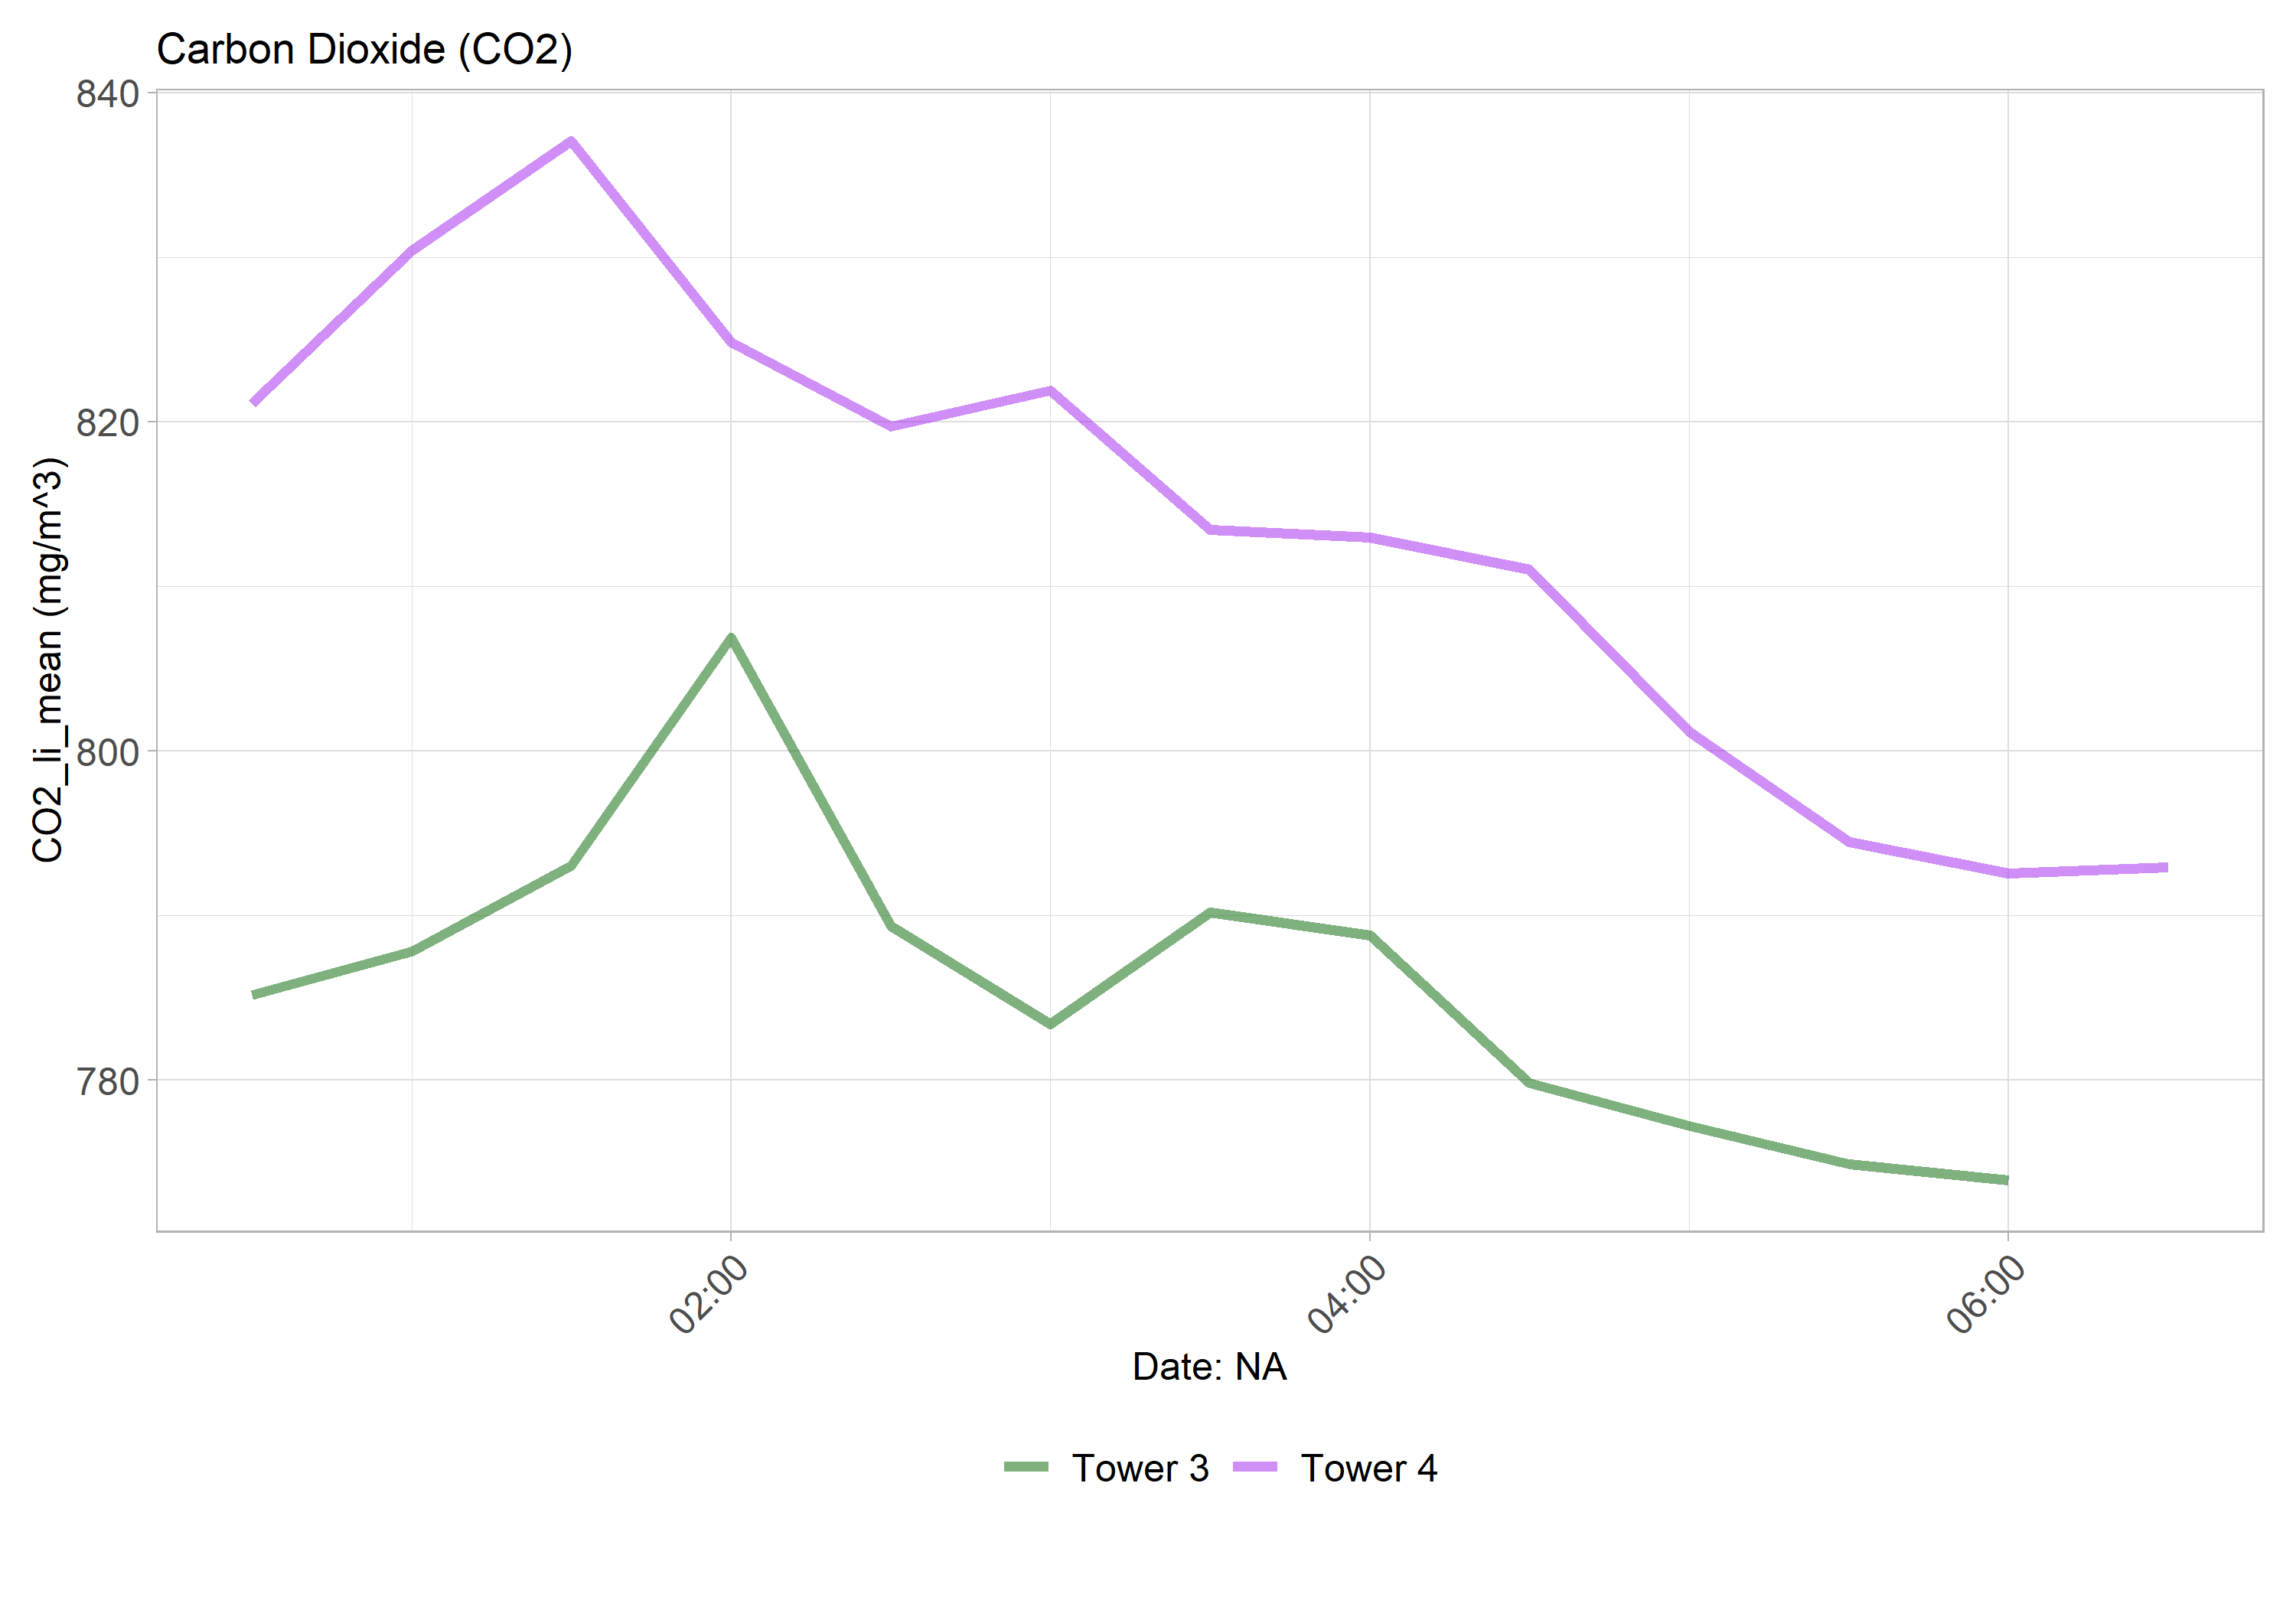 Carbon Dioxide (CO2)
840
820
800
780
CO2_li_mean (mg/m^3)
02:00
04:00
06:00
Date: NA
Tower 3
Tower 4